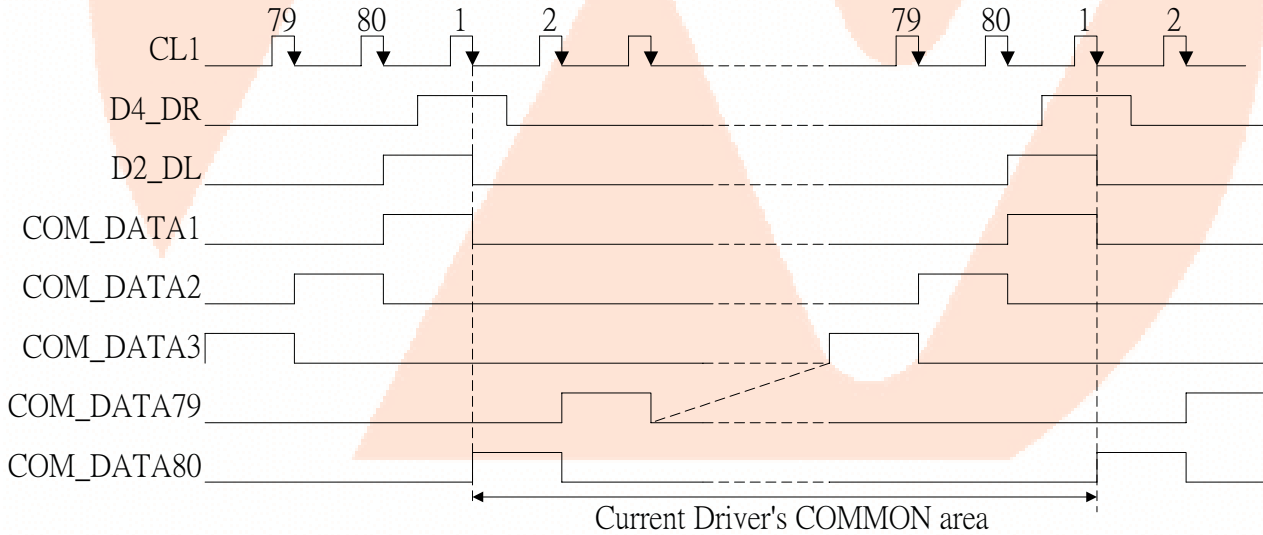 79 80 1 2 79 80 1 2
CL1
D4_DR
D2_DL
COM_DATA1
COM_DATA2
COM_DATA3
COM_DATA79
COM_DATA80
Current Driver's COMMON area